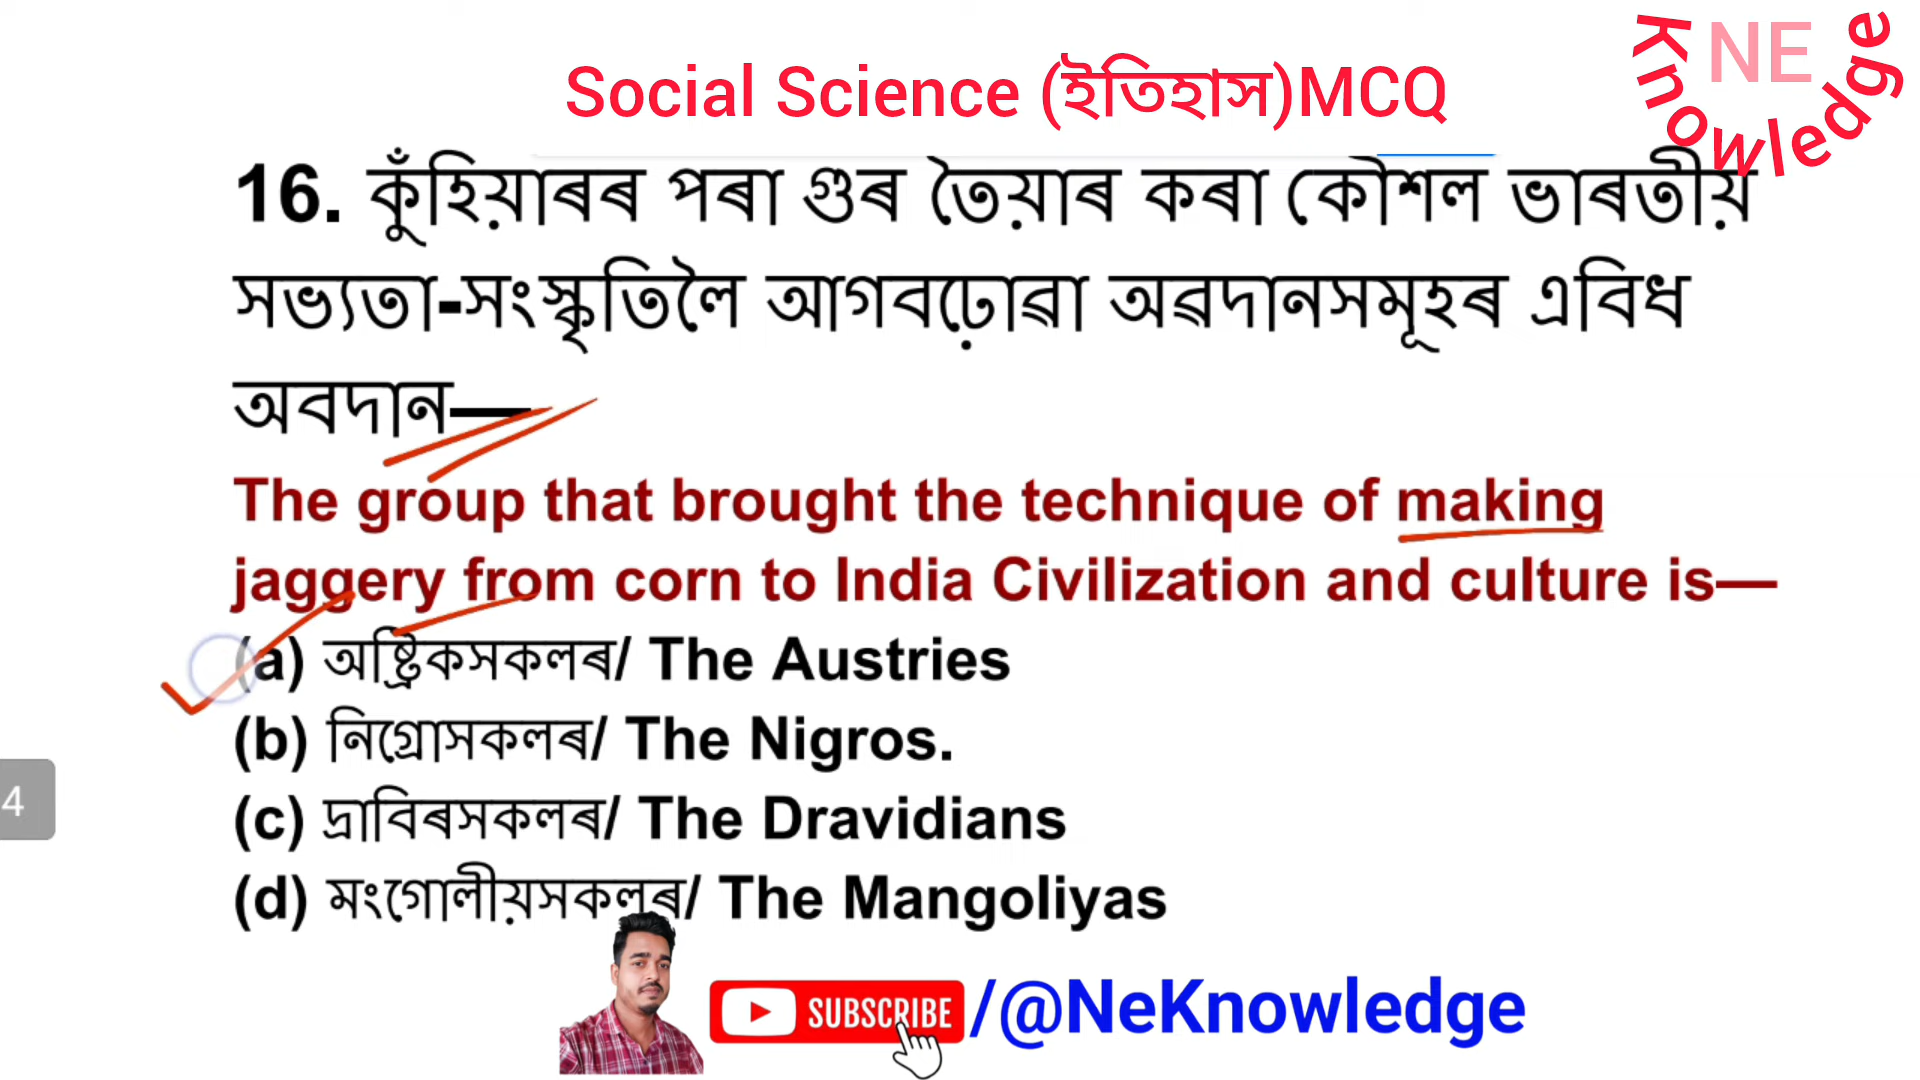 Social Science (ইতিহাস)MCQ
NE
Knowledge
16. কুঁহিয়াৰৰ পৰা গুৰ তৈয়াৰ কৰা কৌশল ভাৰতীয়
সভ্যতা-সংস্কৃতিলৈ আগবঢ়োৱা অৱদানসমূহৰ এবিধ
অবদান—
The group that brought the technique of making
jaggery from corn to India Civilization and culture is—
(a) অষ্ট্ৰিকসকলৰ/ The Austries
(b) নিগ্ৰোসকলৰ/ The Nigros.
4
(c) দ্ৰাবিৰসকলৰ/ The Dravidians
(d) মংগোলীয়সকলৰ/ The Mangoliyas
SUBSCRIBE /@NeKnowledge